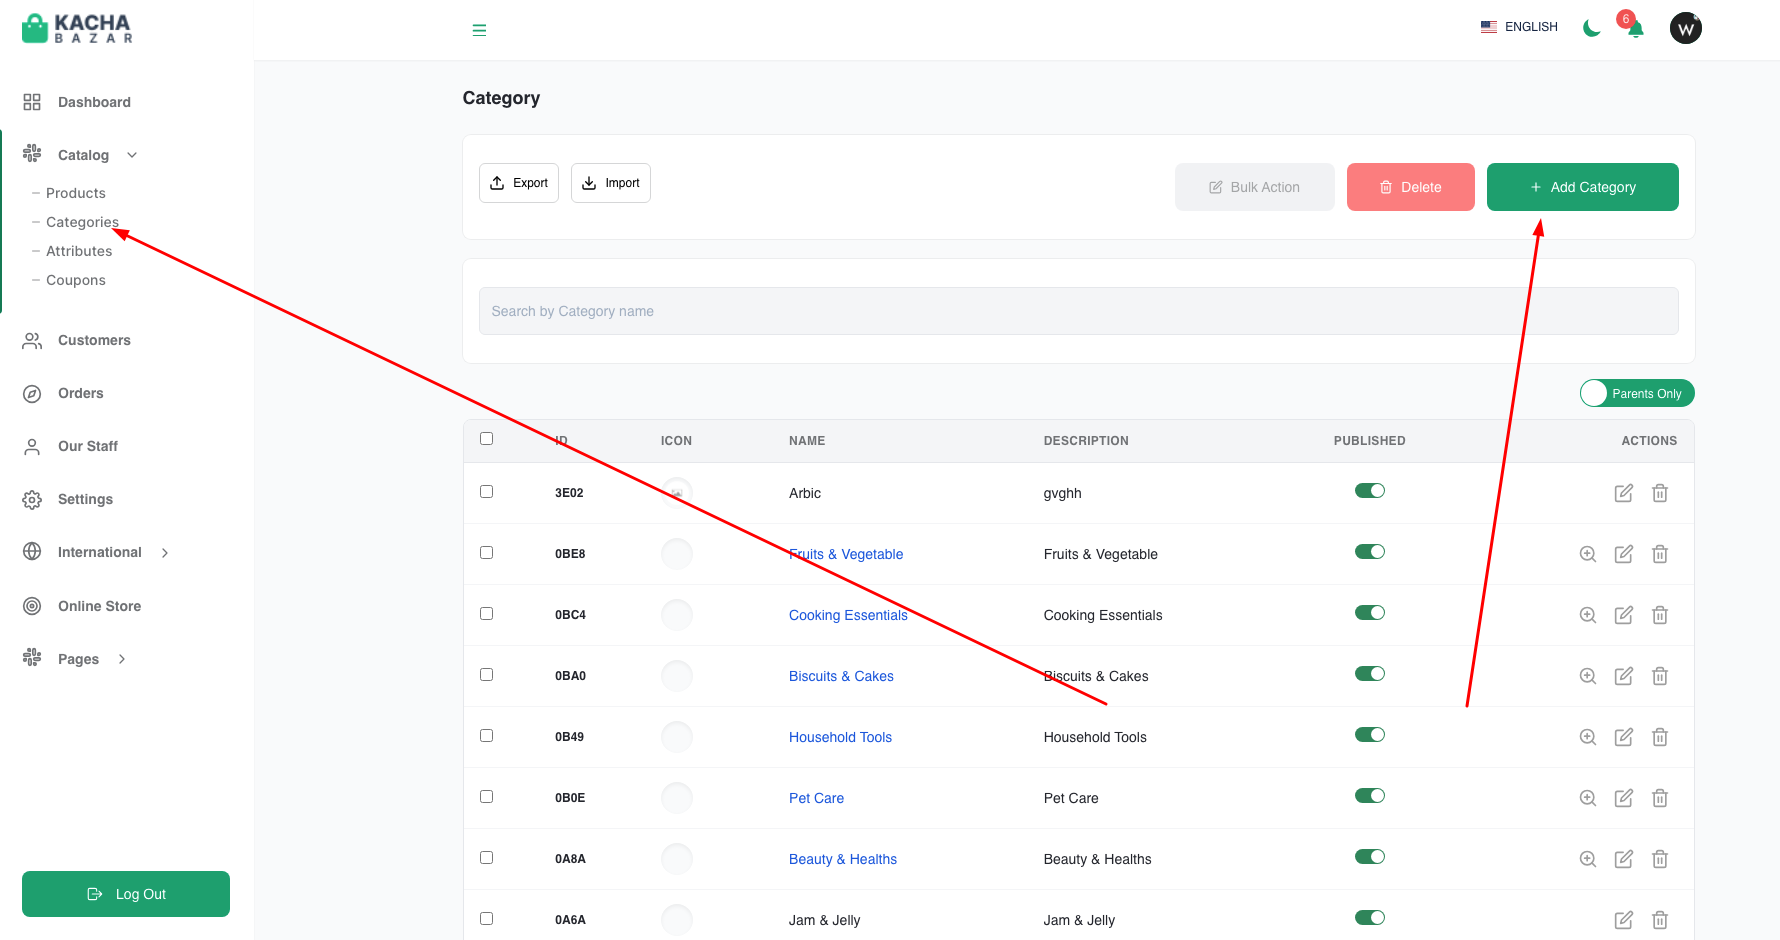 KACHA
BAZAR
ENGLISH
6
W
Dashboard
Catalog
Products
Categories
Attributes
Coupons
Customers
Orders
Our Staff
Settings
International
Online Store
Pages
Log Out
Category
Export
Import
Bulk Action
Delete
Add Category
Search by Category name
Parents Only
ID ICON NAME DESCRIPTION PUBLISHED ACTIONS
3E02 Arbic gvghh
0BE8 Fruits & Vegetable Fruits & Vegetable
0BC4 Cooking Essentials Cooking Essentials
0BA0 Biscuits & Cakes Biscuits & Cakes
0B49 Household Tools Household Tools
0B0E Pet Care Pet Care
0A8A Beauty & Healths Beauty & Healths
0A6A Jam & Jelly Jam & Jelly